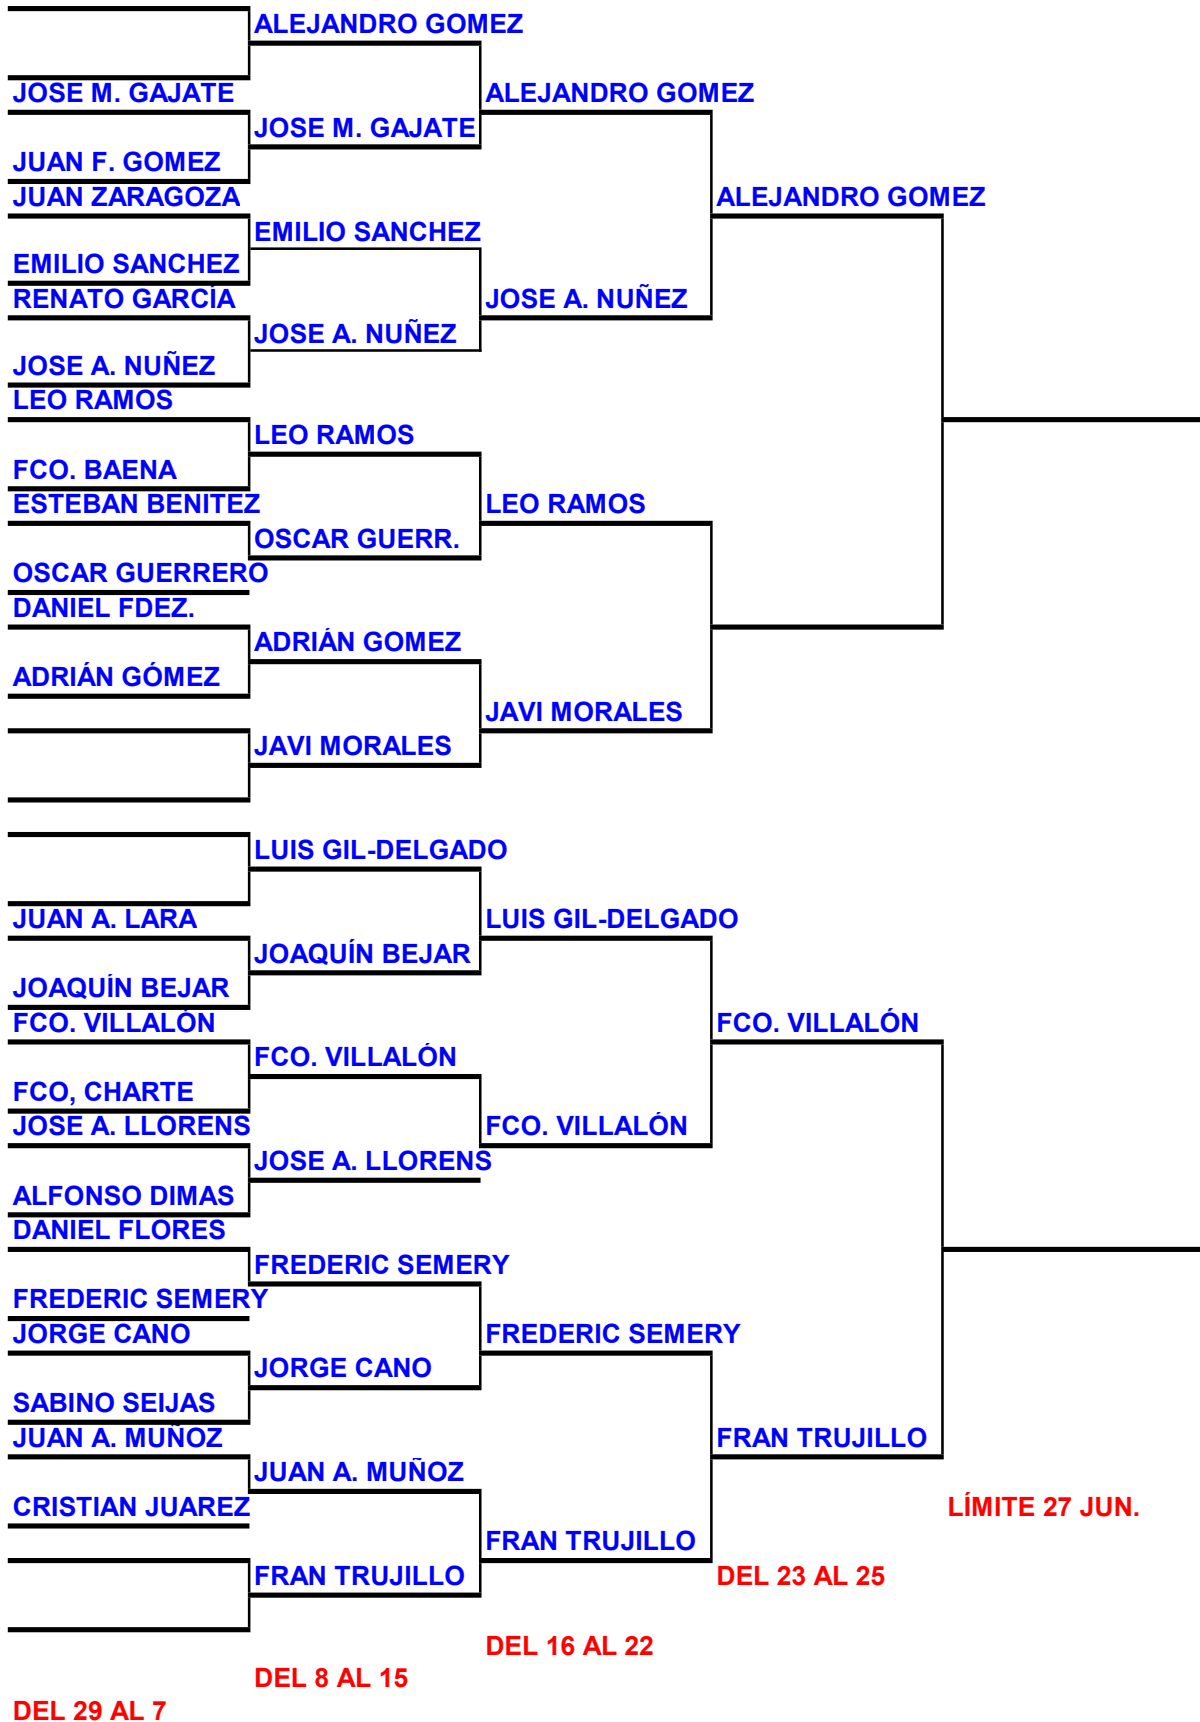 ALEJANDRO GOMEZ
JOSE M. GAJATE
ALEJANDRO GOMEZ
JOSE M. GAJATE
JUAN F. GOMEZ
JUAN ZARAGOZA
ALEJANDRO GOMEZ
EMILIO SANCHEZ
EMILIO SANCHEZ
RENATO GARCÍA
JOSE A. NUÑEZ
JOSE A. NUÑEZ
JOSE A. NUÑEZ
LEO RAMOS
LEO RAMOS
FCO. BAENA
ESTEBAN BENITEZ
LEO RAMOS
OSCAR GUERR.
OSCAR GUERRERO
DANIEL FDEZ.
ADRIÁN GOMEZ
ADRIÁN GÓMEZ
JAVI MORALES
JAVI MORALES
LUIS GIL-DELGADO
JUAN A. LARA
LUIS GIL-DELGADO
JOAQUÍN BEJAR
JOAQUÍN BEJAR
FCO. VILLALÓN
FCO. VILLALÓN
FCO. VILLALÓN
FCO, CHARTE
JOSE A. LLORENS
FCO. VILLALÓN
JOSE A. LLORENS
ALFONSO DIMAS
DANIEL FLORES
FREDERIC SEMERY
FREDERIC SEMERY
JORGE CANO
FREDERIC SEMERY
JORGE CANO
SABINO SEIJAS
JUAN A. MUÑOZ
FRAN TRUJILLO
JUAN A. MUÑOZ
CRISTIAN JUAREZ
LÍMITE 27 JUN.
FRAN TRUJILLO
FRAN TRUJILLO
DEL 23 AL 25
DEL 16 AL 22
DEL 8 AL 15
DEL 29 AL 7